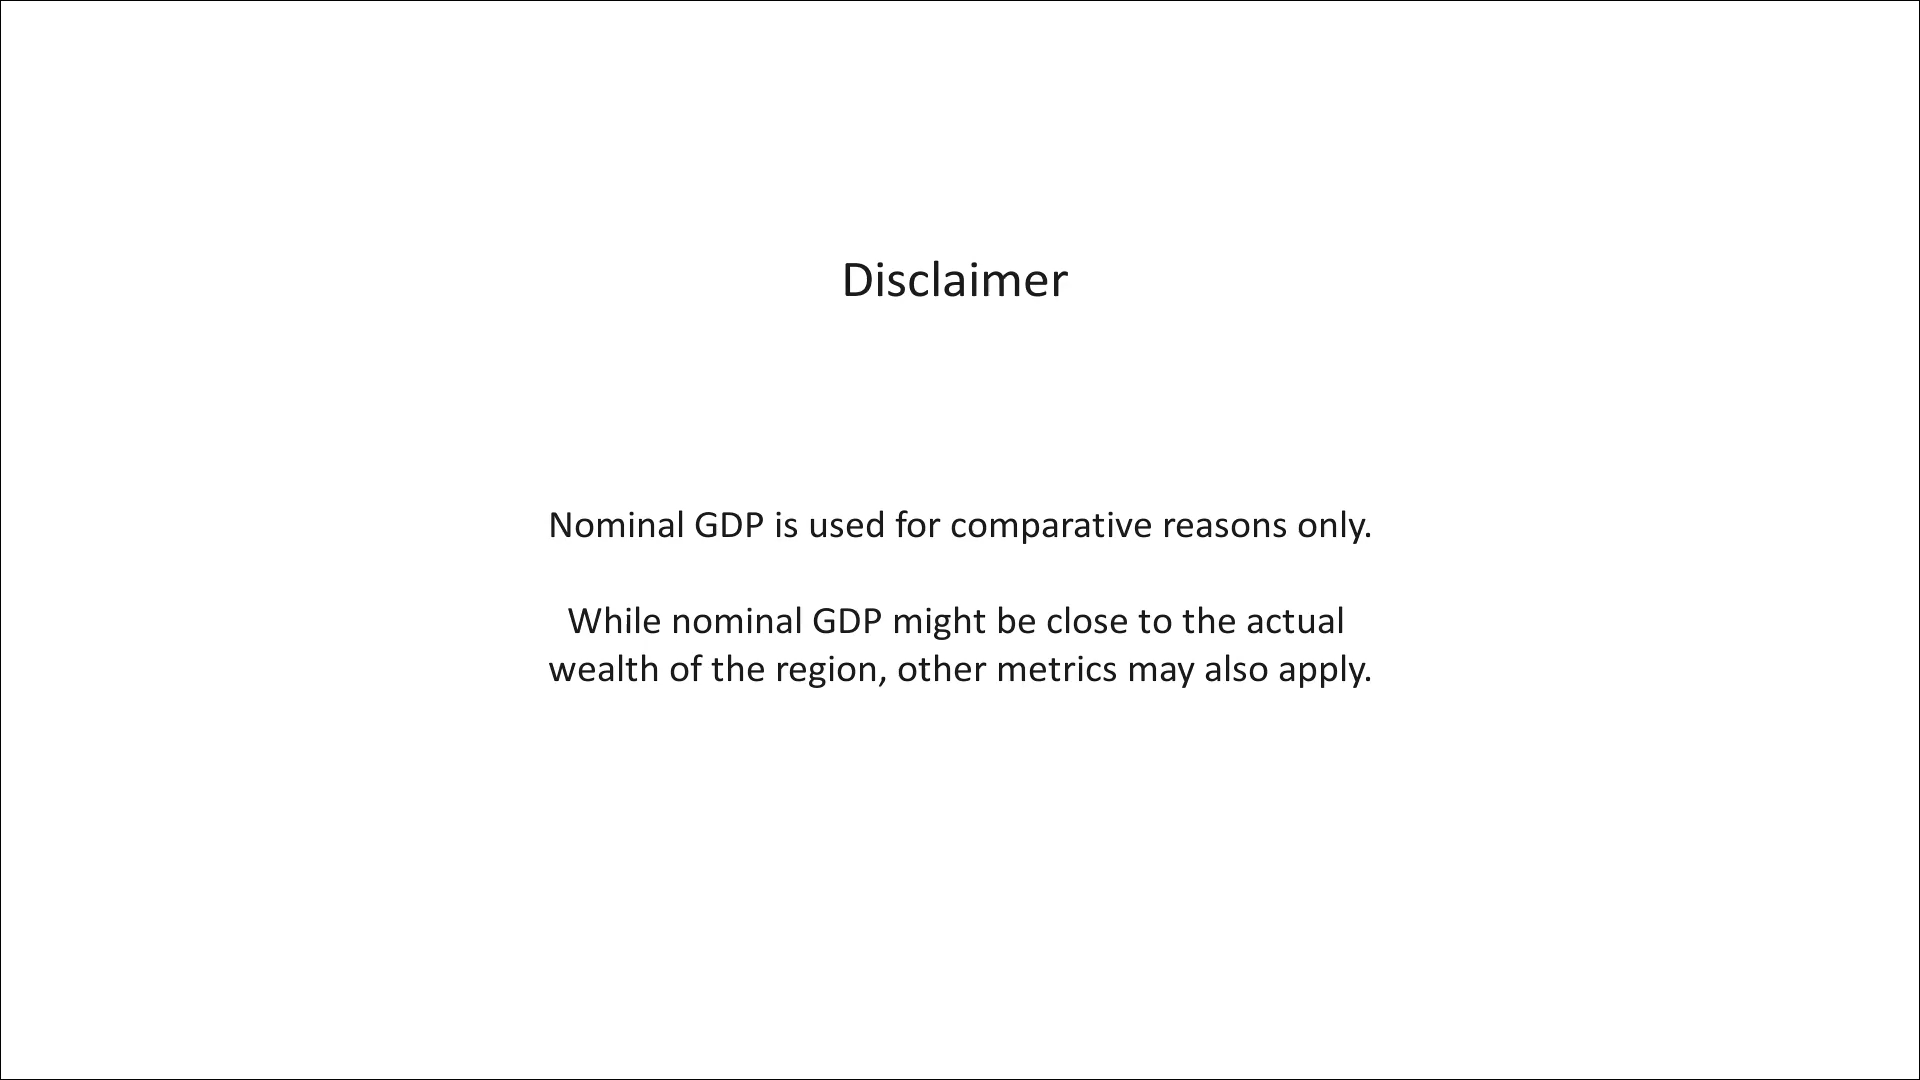 Disclaimer
Nominal GDP is used for comparative reasons only.
While nominal GDP might be close to the actual
wealth of the region, other metrics may also apply.